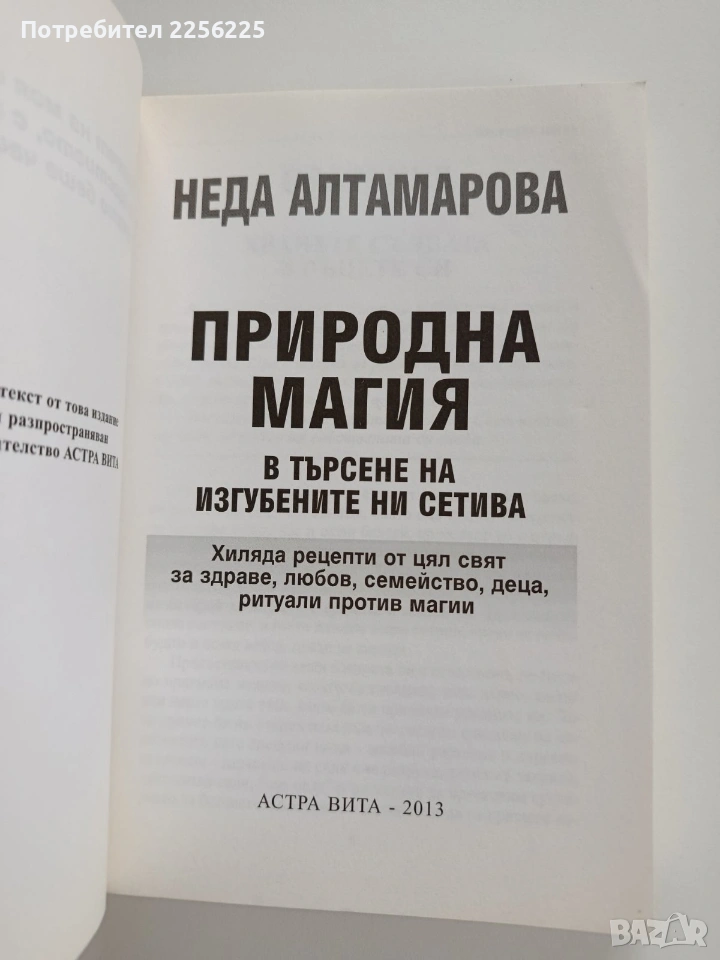 Потребител 2256225
НЕДА АЛТАМАРОВА
ПРИРОДНА
МАГИЯ
В ТЪРСЕНЕ НА
ИЗГУБЕНИТЕ НИ СЕТИВА
Хиляда рецепти от цял свят
за здраве, любов, семейство, деца,
ритуали против магии
АСТРА ВИТА - 2013
текст от това издание
разпространяван
АСТРА ВИТА
BAZAR